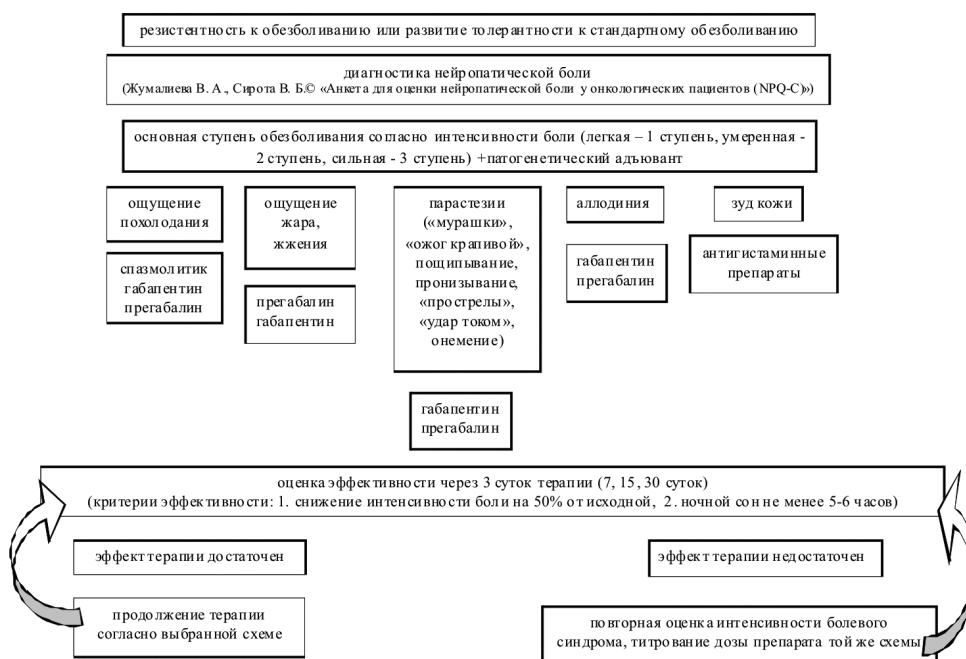 резистентность к обезболиванию или развитие толерантности к стандартному обезболиванию
диагностика нейропатической боли
(Жумалиева В. А., Сирота В. Б.© «Анкета для оценки нейропатической боли у онкологических пациентов (NPQ-C)»)
основная ступень обезболивания согласно интенсивности боли (легкая – 1 ступень, умеренная -
2 ступень, сильная - 3 ступень) +патогенетический адъювант
ощущение
похолодания
спазмолитик
габапентин
прегабалин
ощущение
жара,
жжения
прегабалин
габапентин
парастезии
(«мурашки»,
«ожог крапивой»,
пощипывание,
пронизывание,
«прострелы»,
«удар током»,
онемение)
габапентин
прегабалин
аллодиния
габапентин
прегабалин
зуд кожи
антигистаминные
препараты
оценка эффективности через 3 суток терапии (7, 15, 30 суток)
(критерии эффективности: 1. снижение интенсивности боли на 50% от исходной, 2. ночной сон не менее 5-6 часов)
эффект терапии достаточен
продолжение терапии
согласно выбранной схеме
эффект терапии недостаточен
повторная оценка интенсивности болевого
синдрома, титрование дозы препарата той же схемы